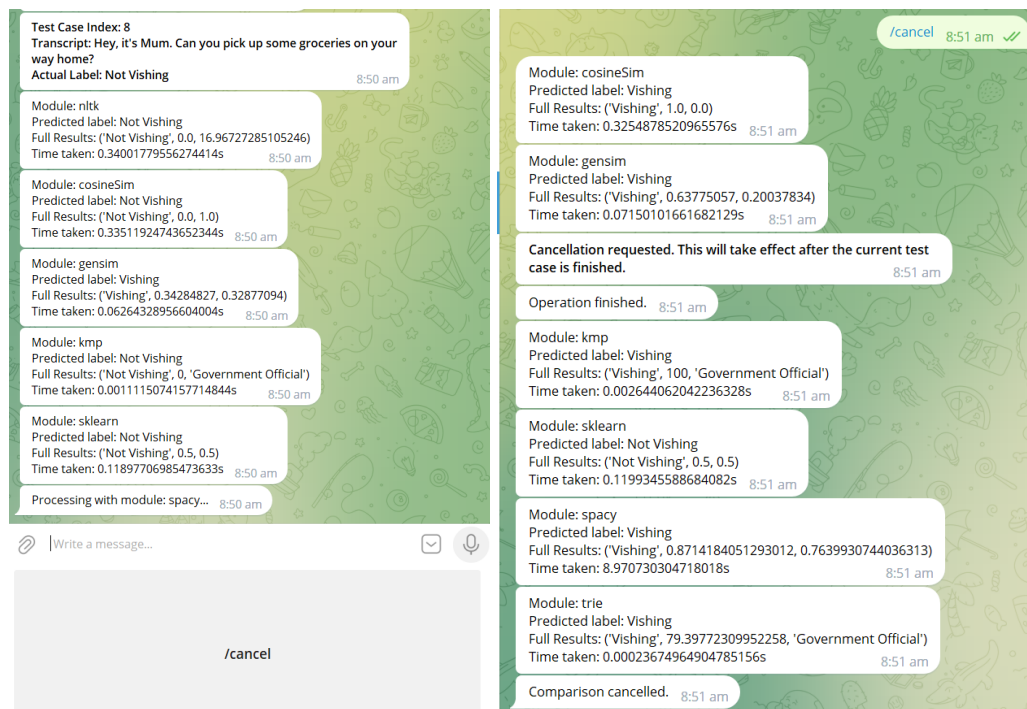 Test Case Index: 8
Transcript: Hey, it's Mum. Can you pick up some groceries on your
way home?
Actual Label: Not Vishing
8:50 am
Module: nltk
Predicted label: Not Vishing
Full Results: ('Not Vishing', 0.0, 16.96727285105246)
Time taken: 0.34001779556274414s
8:50 am
Module: cosineSim
Predicted label: Not Vishing
Full Results: ('Not Vishing', 0.0, 1.0)
Time taken: 0.33511924743652344s
8:50 am
Module: gensim
Predicted label: Vishing
Full Results: ('Vishing', 0.34284827, 0.32877094)
Time taken: 0.06264328956604004s
8:50 am
Module: kmp
Predicted label: Not Vishing
Full Results: ('Not Vishing', 0, 'Government Official')
Time taken: 0.0011115074157714844s
8:50 am
Module: sklearn
Predicted label: Not Vishing
Full Results: ('Not Vishing', 0.5, 0.5)
Time taken: 0.11897706985473633s
8:50 am
Processing with module: spacy...
8:50 am
Write a message...
/cancel
/cancel
8:51 am
Module: cosineSim
Predicted label: Vishing
Full Results: ('Vishing', 1.0, 0.0)
Time taken: 0.3254878520965576s
8:51 am
Module: gensim
Predicted label: Vishing
Full Results: ('Vishing', 0.63775057, 0.20037834)
Time taken: 0.07150101661682129s
8:51 am
Cancellation requested. This will take effect after the current test
case is finished.
8:51 am
Operation finished.
8:51 am
Module: kmp
Predicted label: Vishing
Full Results: ('Vishing', 100, 'Government Official')
Time taken: 0.002644062042236328s
8:51 am
Module: sklearn
Predicted label: Not Vishing
Full Results: ('Not Vishing', 0.5, 0.5)
Time taken: 0.1199345588684082s
8:51 am
Module: spacy
Predicted label: Vishing
Full Results: ('Vishing', 0.8714184051293012, 0.7639930744036313)
Time taken: 8.970730304718018s
8:51 am
Module: trie
Predicted label: Vishing
Full Results: ('Vishing', 79.39772309952258, 'Government Official')
Time taken: 0.00023674964904785156s
8:51 am
Comparison cancelled.
8:51 am